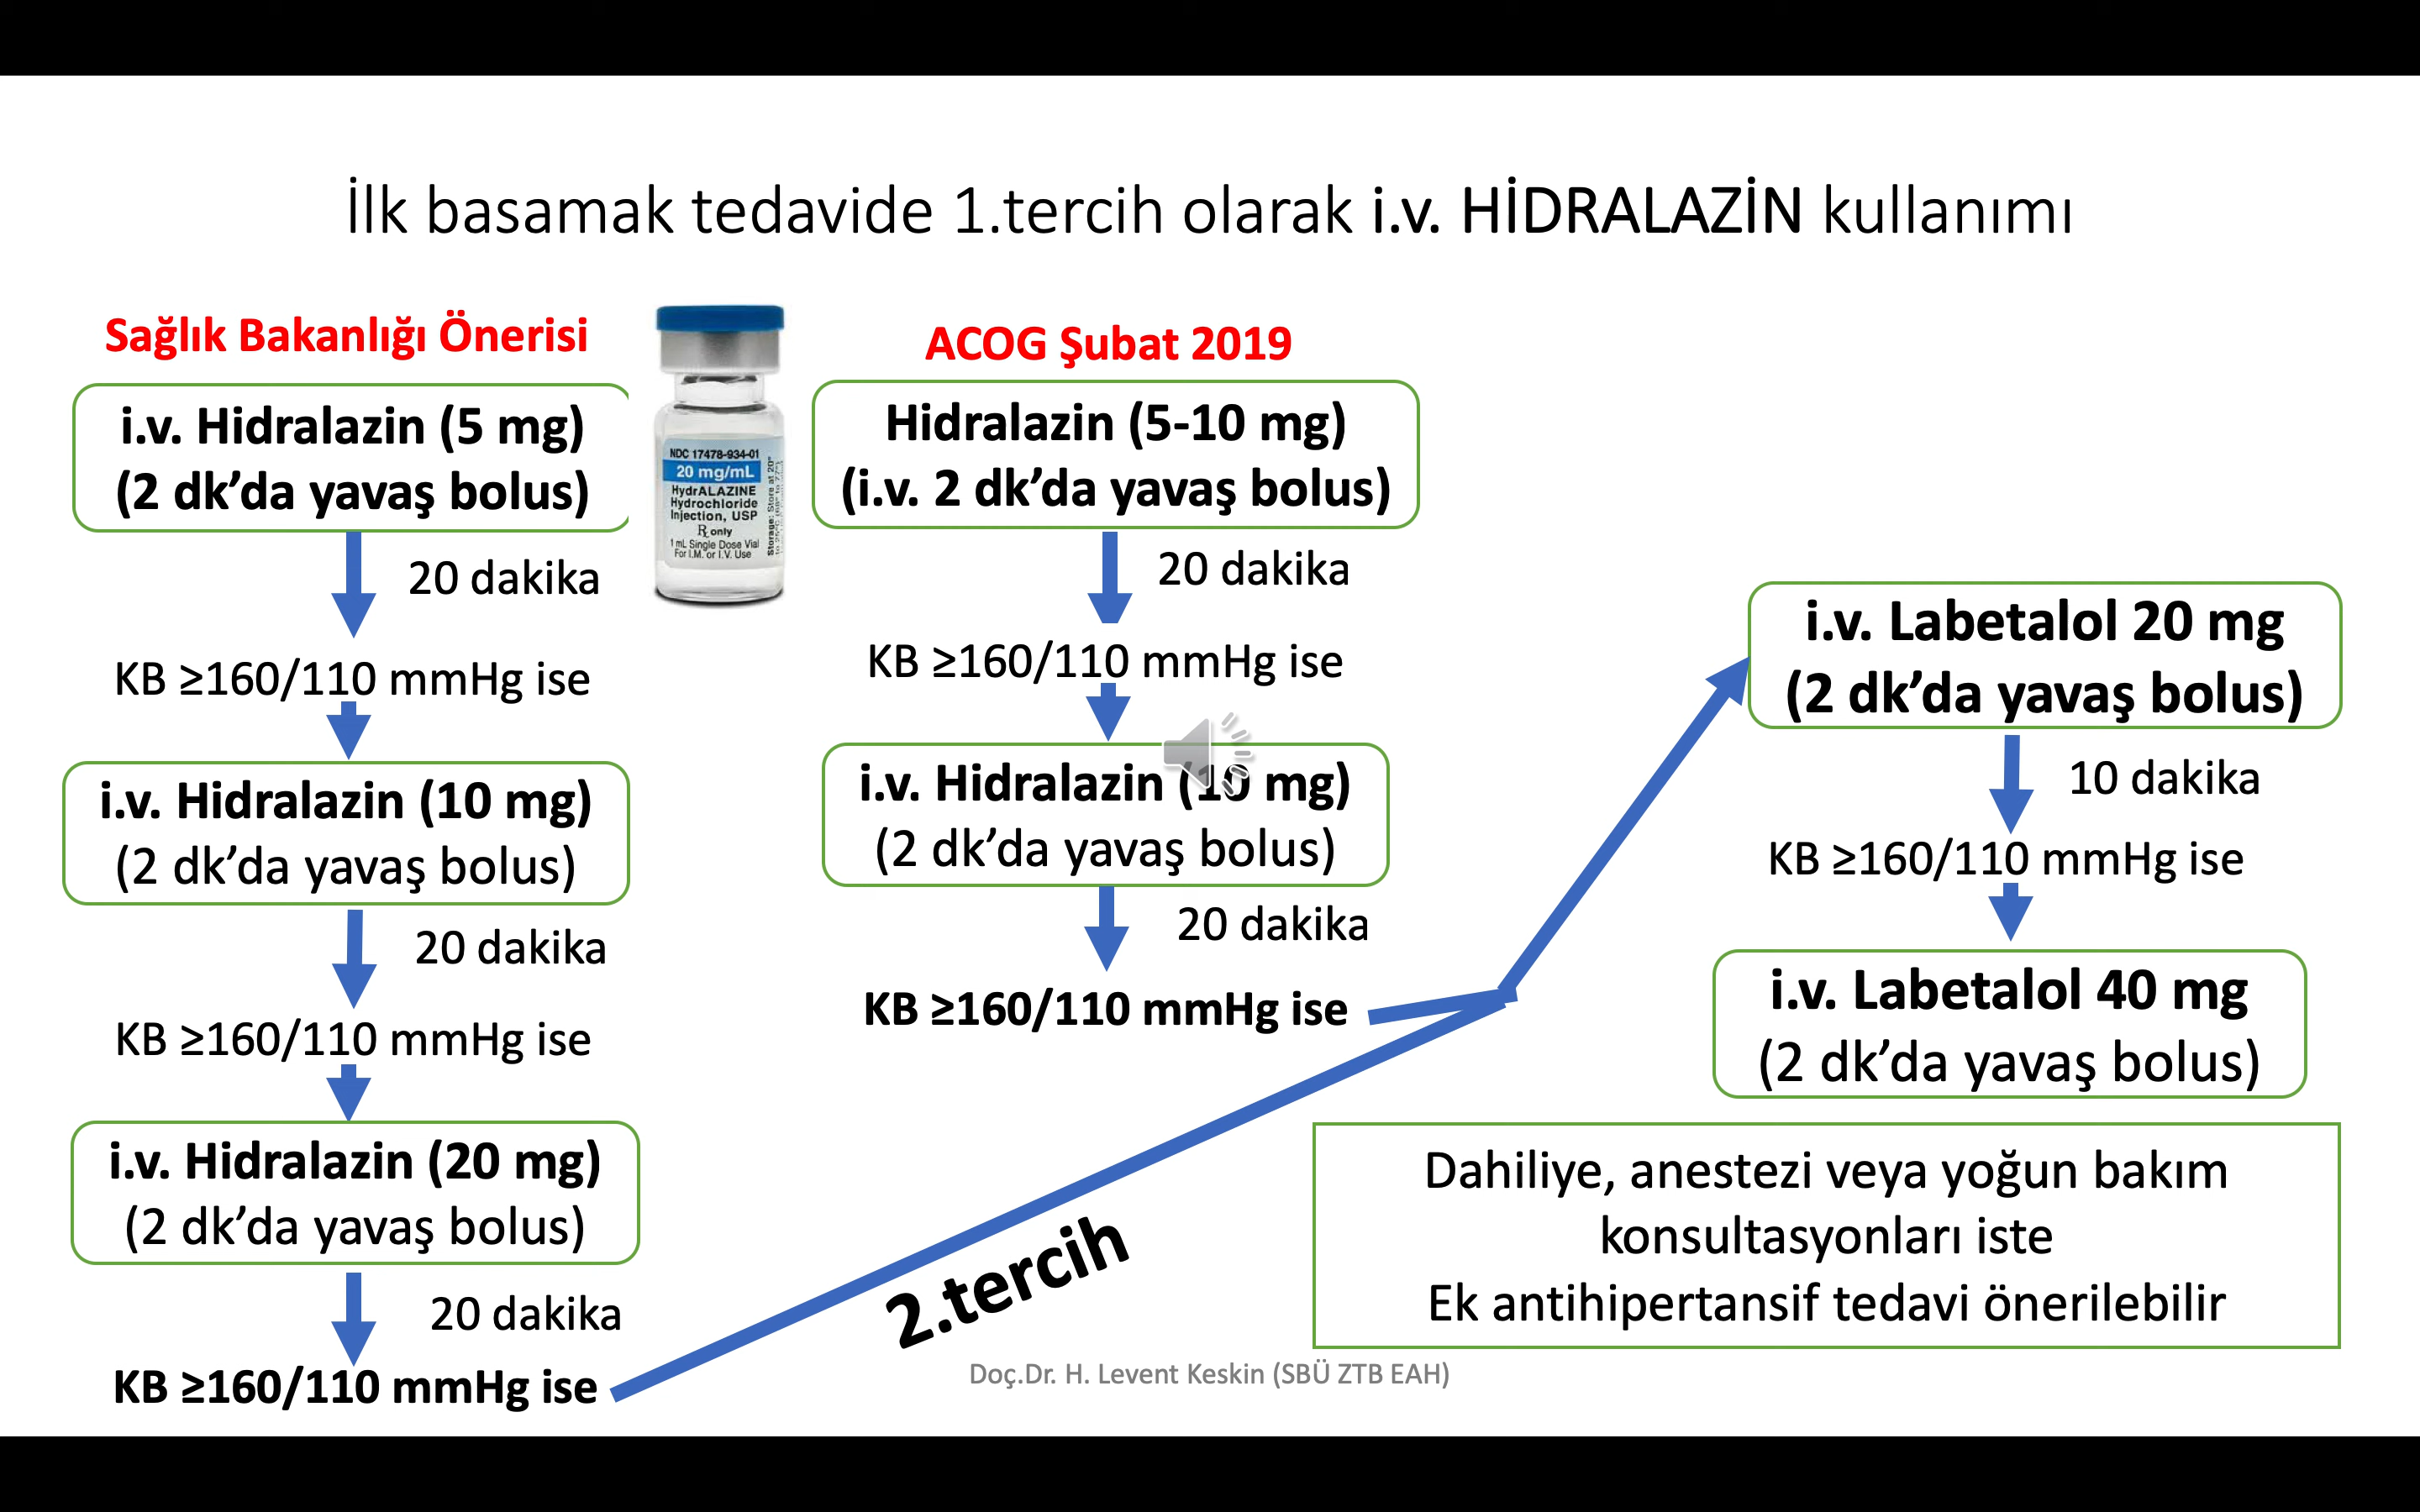 İlk basamak tedavide 1.tercih olarak i.v. HİDRALAZİN kullanımı
Sağlık Bakanlığı Önerisi
i.v. Hidralazin (5 mg)
(2 dk’da yavaş bolus)
20 dakika
KB ≥160/110 mmHg ise
i.v. Hidralazin (10 mg)
(2 dk’da yavaş bolus)
20 dakika
KB ≥160/110 mmHg ise
i.v. Hidralazin (20 mg)
(2 dk’da yavaş bolus)
20 dakika
KB ≥160/110 mmHg ise
NDC 17478-934-01
20 mg/mL
HydrALAZINE
Hydrochloride
Injection, USP
Rx only
1 mL Single Dose Vial
For I.M. or I.V. Use
Storage: Store at 20°
ACOG Şubat 2019
Hidralazin (5-10 mg)
(i.v. 2 dk’da yavaş bolus)
20 dakika
KB ≥160/110 mmHg ise
i.v. Hidralazin (10 mg)
(2 dk’da yavaş bolus)
20 dakika
KB ≥160/110 mmHg ise
2.tercih
i.v. Labetalol 20 mg
(2 dk’da yavaş bolus)
10 dakika
KB ≥160/110 mmHg ise
i.v. Labetalol 40 mg
(2 dk’da yavaş bolus)
Dahiliye, anestezi veya yoğun bakım
konsultasyonları iste
Ek antihipertansif tedavi önerilebilir
Doç.Dr. H. Levent Keskin (SBÜ ZTB EAH)